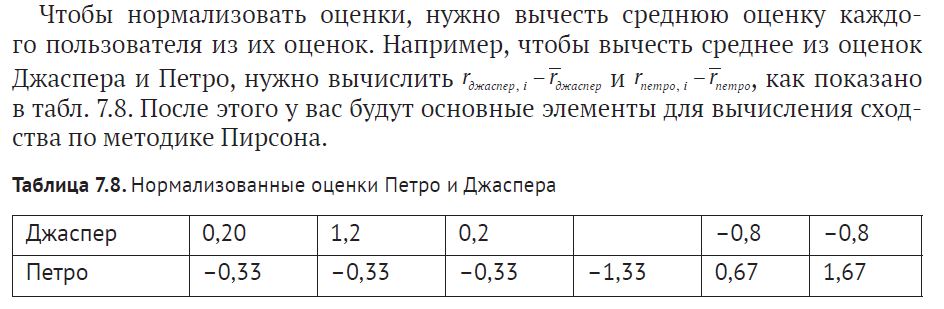 Чтобы нормализовать оценки, нужно вычесть среднюю оценку каждо-
го пользователя из их оценок. Например, чтобы вычесть среднее из оценок
Джаспера и Петро, нужно вычислить r джаспер, i – r̅ джаспер и r петро, i – r̅ петро, как показано
в табл. 7.8. После этого у вас будут основные элементы для вычисления сход-
ства по методике Пирсона.
Таблица 7.8. Нормализованные оценки Петро и Джаспера
Джаспер 0,20 1,2 0,2 –0,8 –0,8
Петро –0,33 –0,33 –0,33 –1,33 0,67 1,67